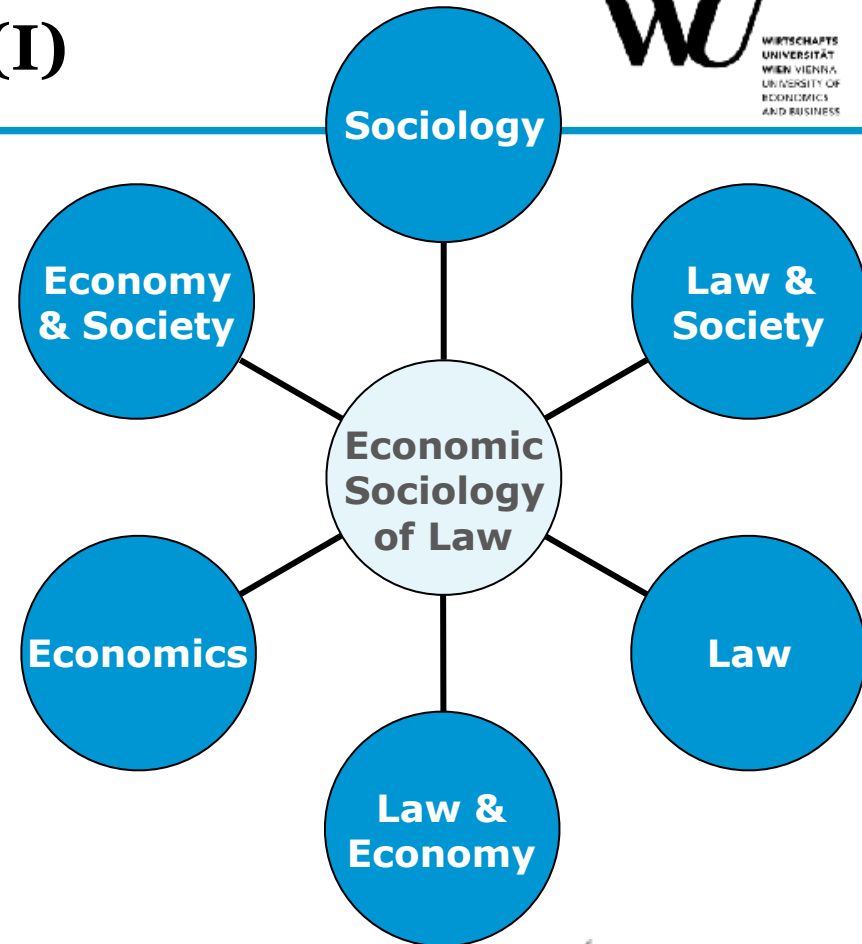 (I)
WU
WIRTSCHAFTS
UNIVERSITÄT
WIEN VIENNA
UNIVERSITY OF
ECONOMICS
AND BUSINESS
Sociology
Economy
& Society
Law &
Society
Economic
Sociology
of Law
Economics
Law
Law &
Economy